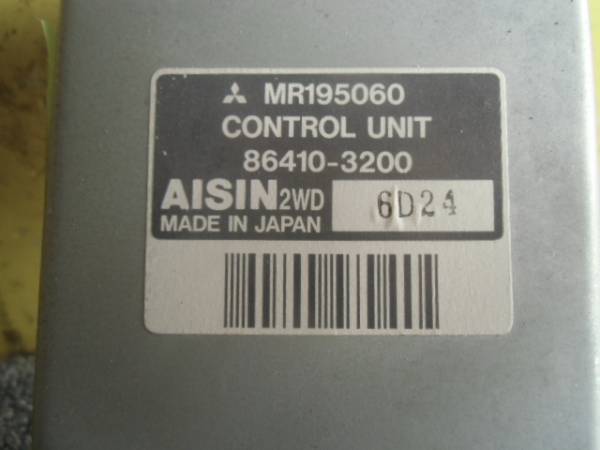 MR195060
CONTROL UNIT
86410-3200
AISIN 2WD 6D24
MADE IN JAPAN